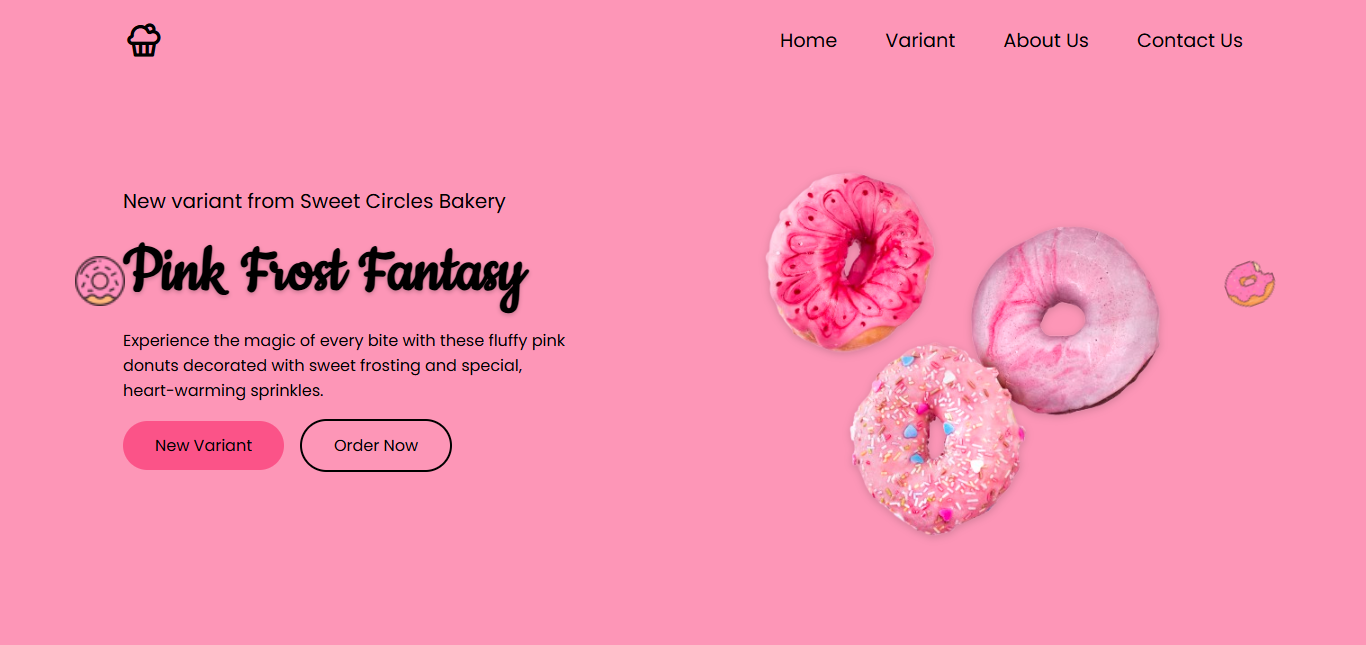 Home Variant About Us Contact Us
New variant from Sweet Circles Bakery
Pink Frost Fantasy
Experience the magic of every bite with these fluffy pink
donuts decorated with sweet frosting and special,
heart-warming sprinkles.
New Variant Order Now